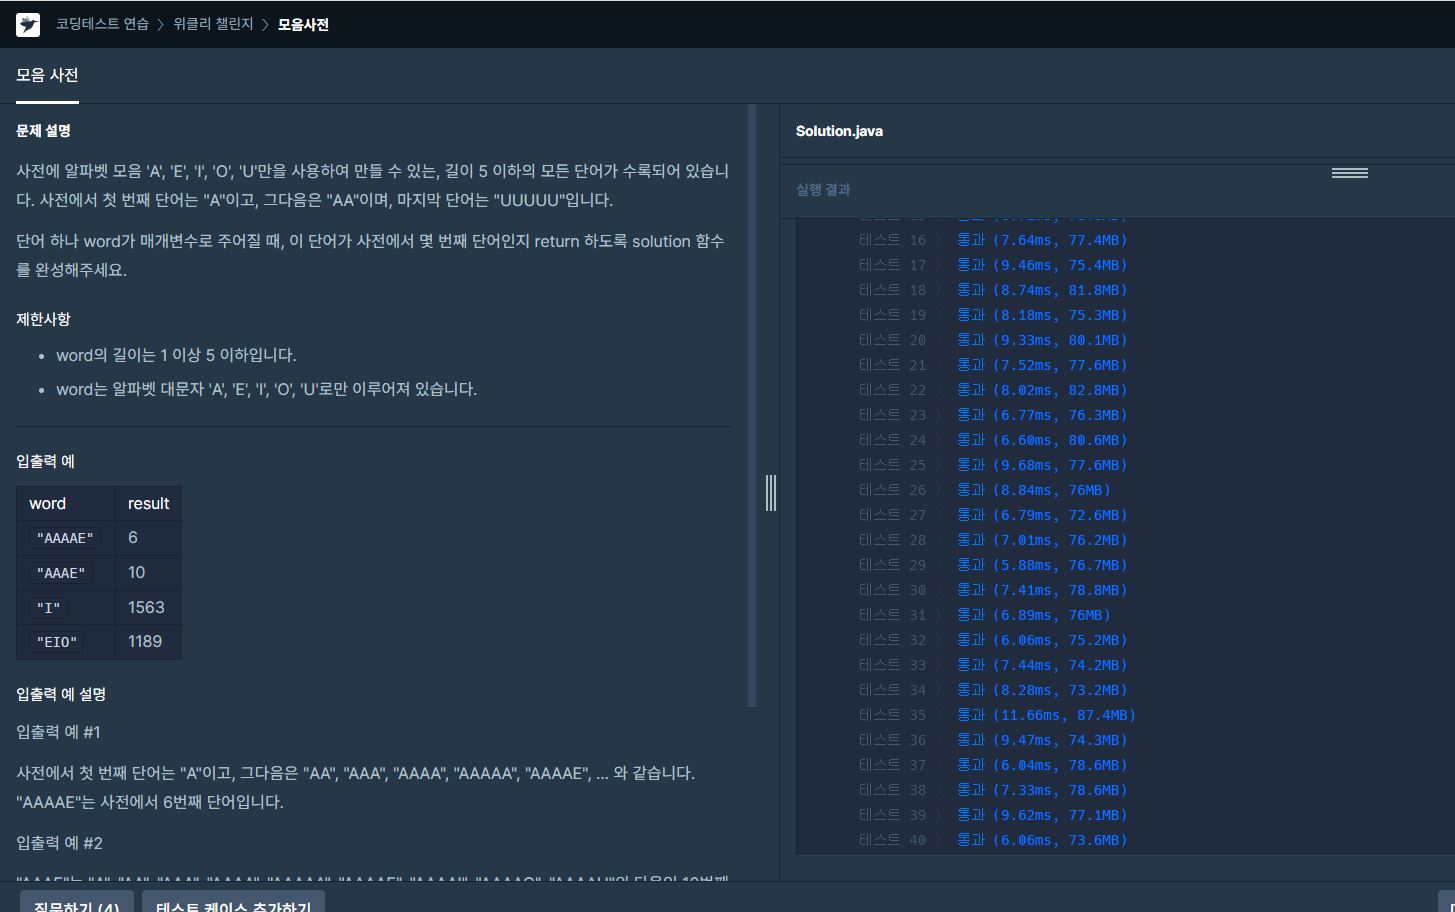 코딩테스트 연습 > 위클리 챌린지 > 모음사전
모음 사전
문제 설명
사전에 알파벳 모음 'A', 'E', 'I', 'O', 'U'만을 사용하여 만들 수 있는, 길이 5 이하의 모든 단어가 수록되어 있습니
다. 사전에서 첫 번째 단어는 "A"이고, 그다음은 "AA"이며, 마지막 단어는 "UUUUU"입니다.
단어 하나 word가 매개변수로 주어질 때, 이 단어가 사전에서 몇 번째 단어인지 return 하도록 solution 함수
를 완성해주세요.
제한사항
• word의 길이는 1 이상 5 이하입니다.
• word는 알파벳 대문자 'A', 'E', 'I', 'O', 'U'로만 이루어져 있습니다.
입출력 예
word result
"AAAAE" 6
"AAAE" 10
"I" 1563
"EIO" 1189
입출력 예 설명
입출력 예 #1
사전에서 첫 번째 단어는 "A"이고, 그다음은 "AA", "AAA", "AAAA", "AAAAA", "AAAAE", ... 와 같습니다.
"AAAAE"는 사전에서 6번째 단어입니다.
입출력 예 #2
질문하기 (4)
테스트 케이스 추가하기
Solution.java
실행 결과
테스트 16 > 통과 (7.64ms, 77.4MB)
테스트 17 > 통과 (9.46ms, 75.4MB)
테스트 18 > 통과 (8.74ms, 81.8MB)
테스트 19 > 통과 (8.18ms, 75.3MB)
테스트 20 > 통과 (9.33ms, 80.1MB)
테스트 21 > 통과 (7.52ms, 77.6MB)
테스트 22 > 통과 (8.02ms, 82.8MB)
테스트 23 > 통과 (6.77ms, 76.3MB)
테스트 24 > 통과 (6.60ms, 80.6MB)
테스트 25 > 통과 (9.68ms, 77.6MB)
테스트 26 > 통과 (8.84ms, 76MB)
테스트 27 > 통과 (6.79ms, 72.6MB)
테스트 28 > 통과 (7.01ms, 76.2MB)
테스트 29 > 통과 (5.88ms, 76.7MB)
테스트 30 > 통과 (7.41ms, 78.8MB)
테스트 31 > 통과 (6.89ms, 76MB)
테스트 32 > 통과 (6.06ms, 75.2MB)
테스트 33 > 통과 (7.44ms, 74.2MB)
테스트 34 > 통과 (8.28ms, 73.2MB)
테스트 35 > 통과 (11.66ms, 87.4MB)
테스트 36 > 통과 (9.47ms, 74.3MB)
테스트 37 > 통과 (6.04ms, 78.6MB)
테스트 38 > 통과 (7.33ms, 78.6MB)
테스트 39 > 통과 (9.62ms, 77.1MB)
테스트 40 > 통과 (6.06ms, 73.6MB)